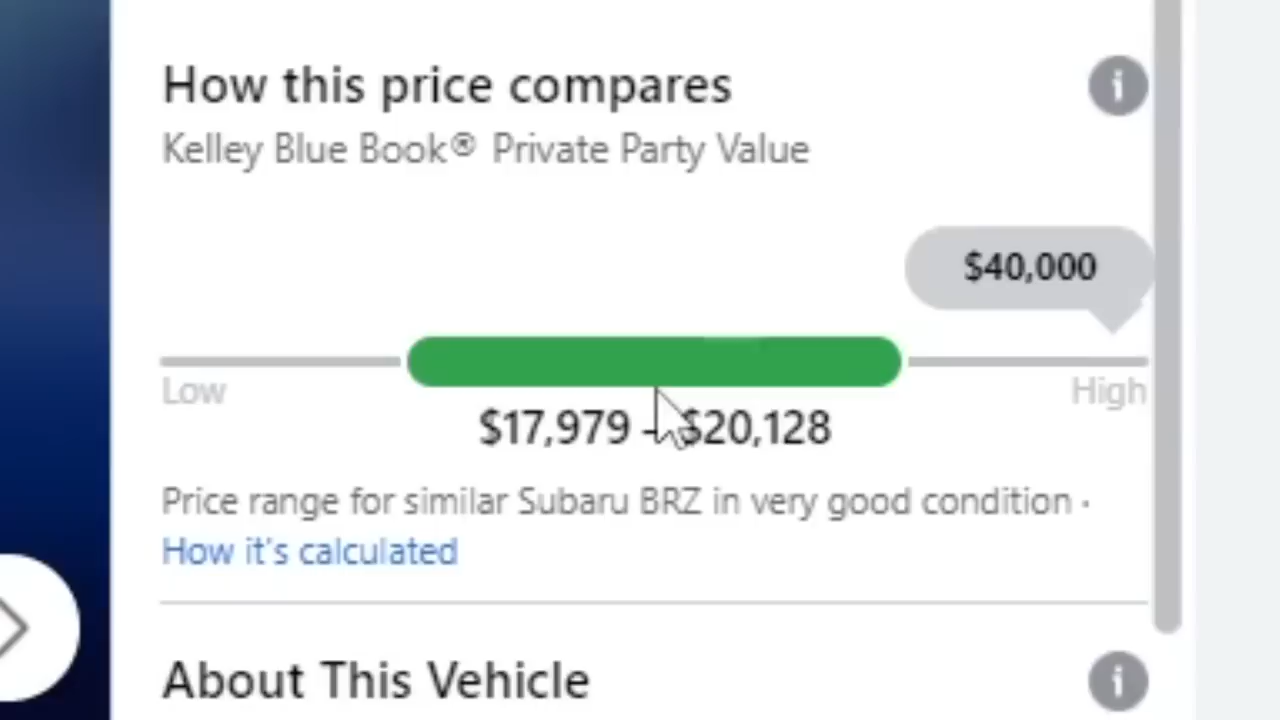 How this price compares
Kelley Blue Book® Private Party Value
$40,000
Low
High
$17,979 - $20,128
Price range for similar Subaru BRZ in very good condition ·
How it's calculated
About This Vehicle